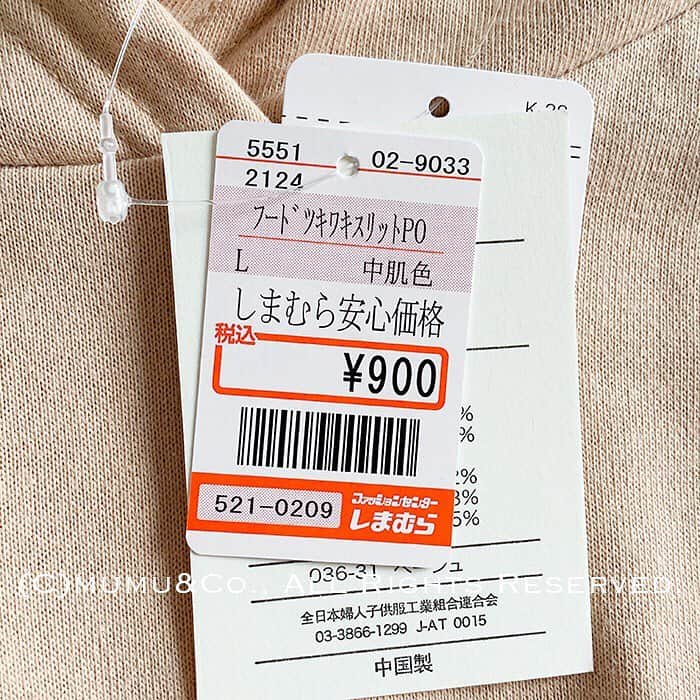 5551 02-9033
2124
フードツキワキスリットPO
L 中肌色
しまむら安心価格
税込
¥900
521-0209
ファッションセンター
しまむら
%
%
2%
3%
5%
036-31 ベージュ
(C)MUMU&CO., ALL RIGHTS RESERVED.
全日本婦人子供服工業組合連合会
03-3866-1299 J-AT 0015
中国製